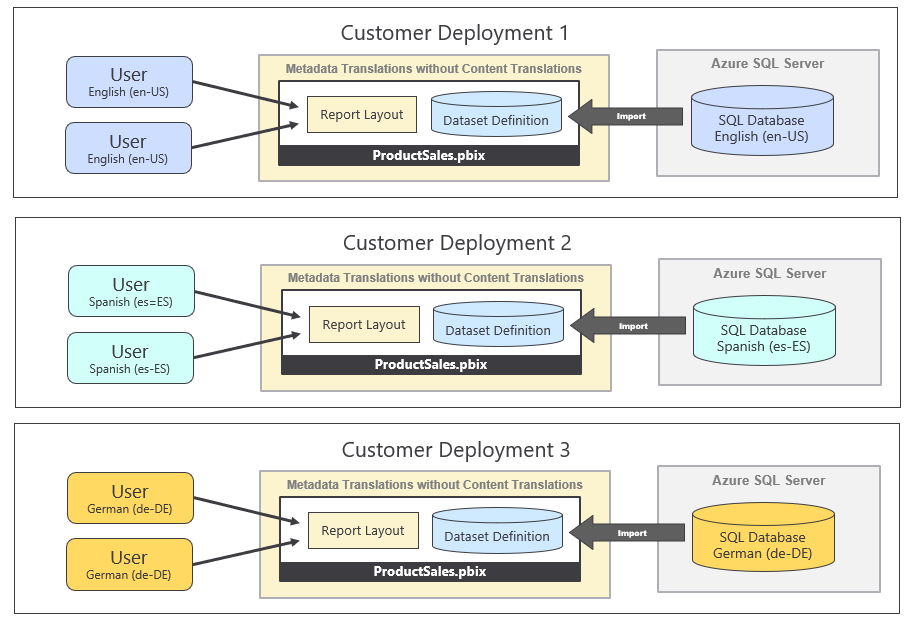 Customer Deployment 1
User
English (en-US)
User
English (en-US)
Metadata Translations without Content Translations
Report Layout
Dataset Definition
ProductSales.pbix
Import
Azure SQL Server
SQL Database
English (en-US)
Customer Deployment 2
User
Spanish (es=ES)
User
Spanish (es-ES)
Metadata Translations without Content Translations
Report Layout
Dataset Definition
ProductSales.pbix
Import
Azure SQL Server
SQL Database
Spanish (es-ES)
Customer Deployment 3
User
German (de-DE)
User
German (de-DE)
Metadata Translations without Content Translations
Report Layout
Dataset Definition
ProductSales.pbix
Import
Azure SQL Server
SQL Database
German (de-DE)